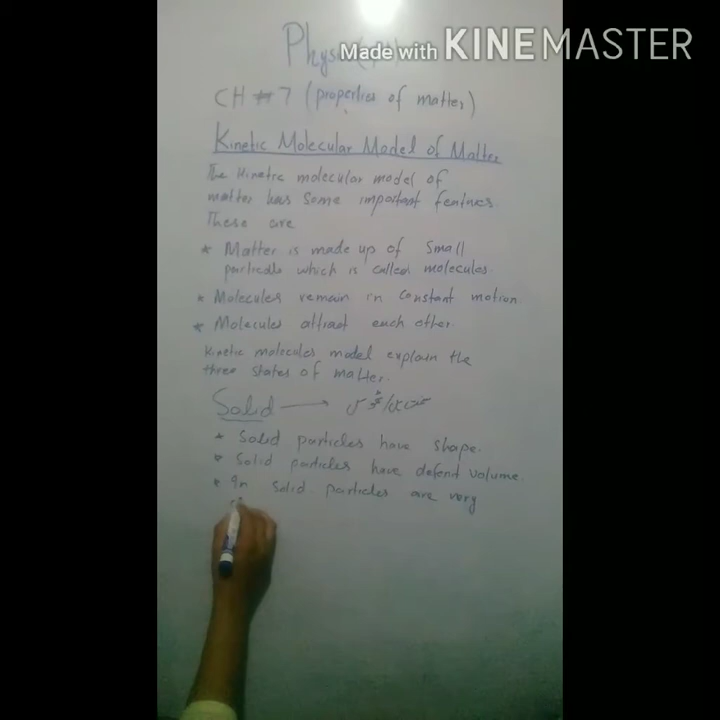 Made with KINEMASTER
CH # 7 (properties of matter)
Kinetic Molecular Model of Matter
The Kinetic molecular model of
matter has some important features.
These are
* Matter is made up of Small
particals which is called molecules.
* Molecules remain in constant motion
* Molecules attract each other.
Kinetic molecules model explain the
three states of matter.
Solid →
* Solid particles have shape.
* Solid particles have defend volume.
* In Solid particles are very